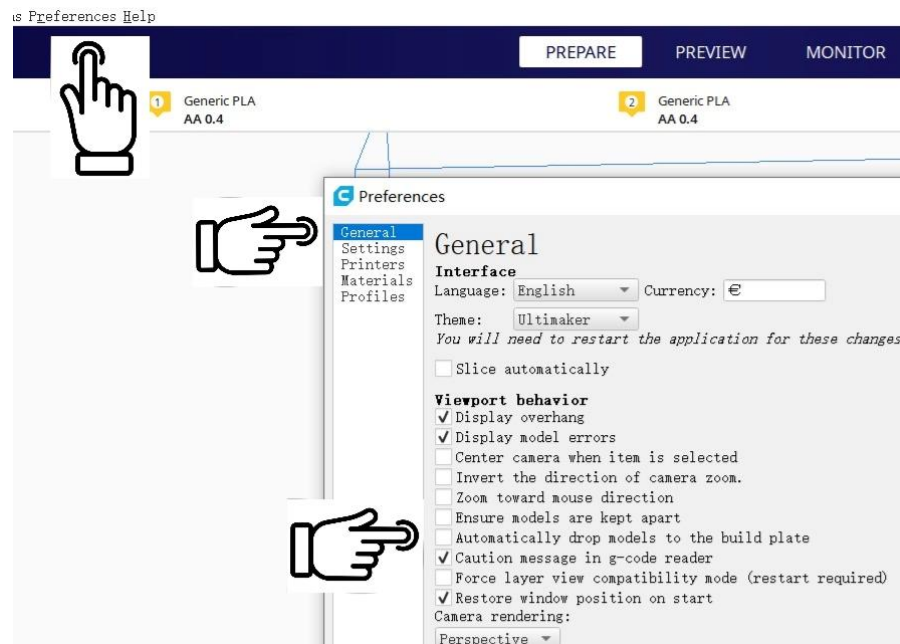 Preferences Help
PREPARE PREVIEW MONITOR
1 Generic PLA
AA 0.4
2 Generic PLA
AA 0.4
Preferences
General
Settings
Printers
Materials
Profiles
General
Interface
Language: English Currency: €
Theme: Ultimaker
You will need to restart the application for these changes
Slice automatically
Viewport behavior
Display overhang
Display model errors
Center camera when item is selected
Invert the direction of camera zoom.
Zoom toward mouse direction
Ensure models are kept apart
Automatically drop models to the build plate
Caution message in g-code reader
Force layer view compatibility mode (restart required)
Restore window position on start
Camera rendering:
Perspective